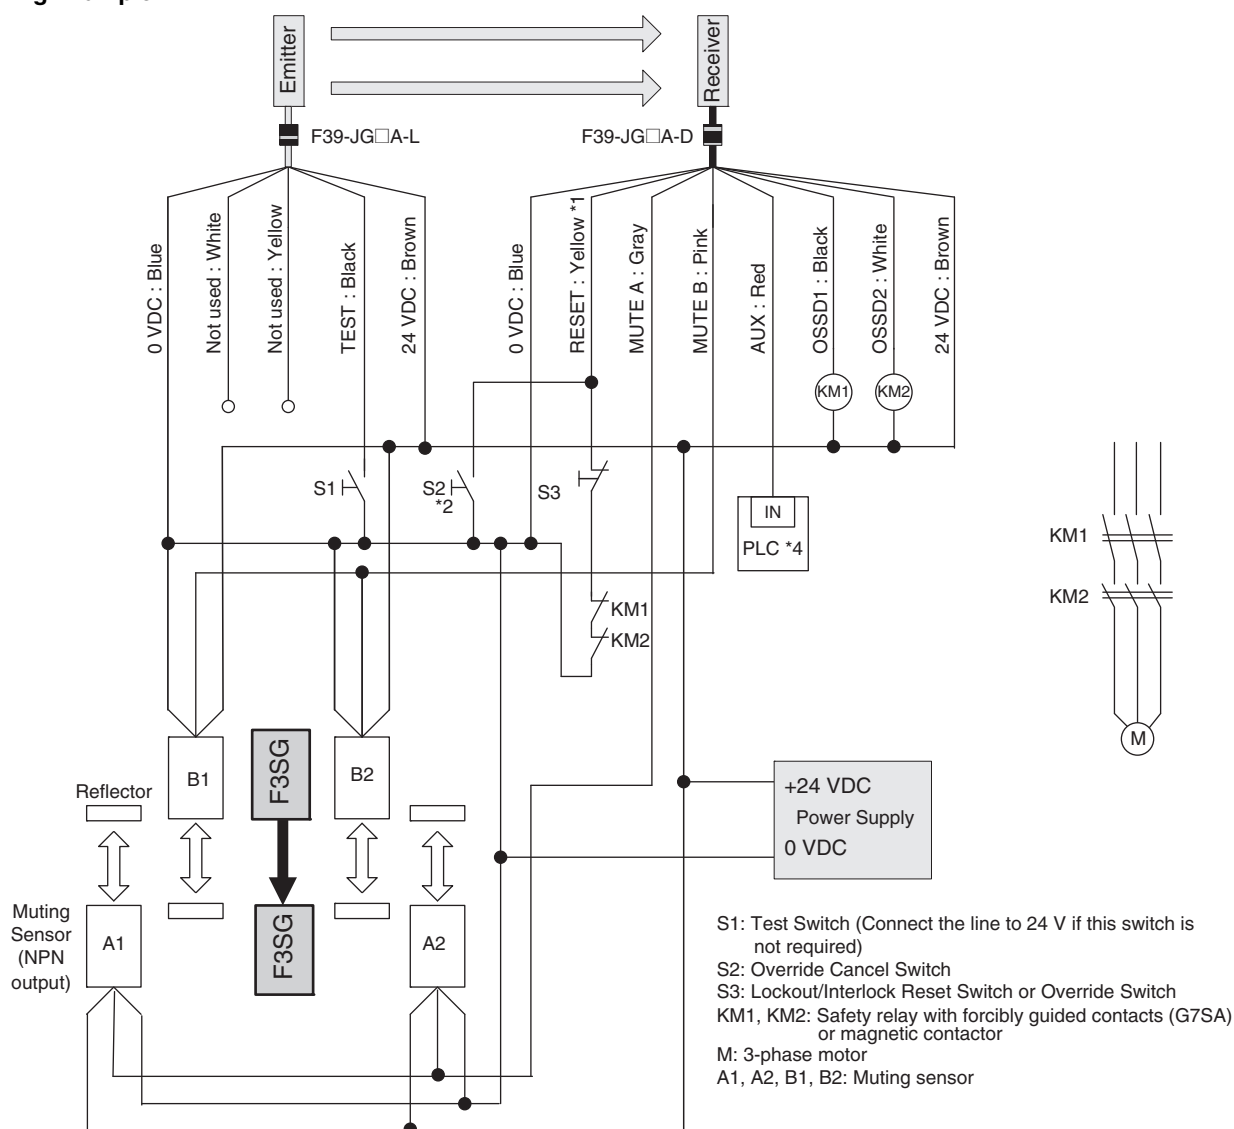 Emitter
Receiver
F39-JG□A-L
F39-JG□A-D
0 VDC : Blue
Not used : White
Not used : Yellow
TEST : Black
24 VDC : Brown
0 VDC : Blue
RESET : Yellow *1
MUTE A : Gray
MUTE B : Pink
AUX : Red
OSSD1 : Black
OSSD2 : White
24 VDC : Brown
KM1
KM2
S1
S2
*2
S3
IN
PLC *4
KM1
KM2
KM1
KM2
M
B1
F3SG
B2
Reflector
+24 VDC
Power Supply
0 VDC
Muting
Sensor
(NPN
output)
A1
F3SG
A2
S1: Test Switch (Connect the line to 24 V if this switch is
not required)
S2: Override Cancel Switch
S3: Lockout/Interlock Reset Switch or Override Switch
KM1, KM2: Safety relay with forcibly guided contacts (G7SA)
or magnetic contactor
M: 3-phase motor
A1, A2, B1, B2: Muting sensor